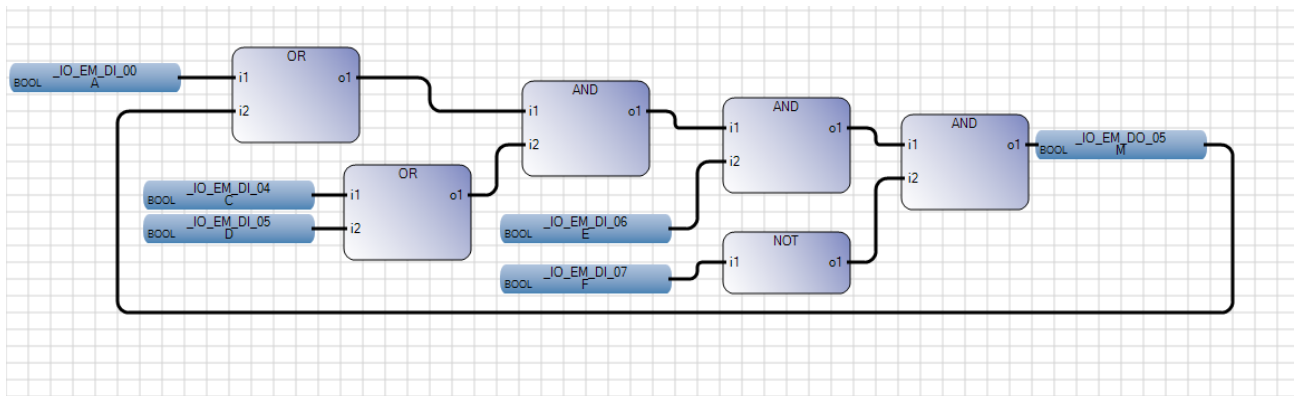 OR
_IO_EM_DI_00
BOOL A
i1 o1
i2
AND
i1 o1
i2
AND
i1 o1
i2
AND
i1 o1
i2
_IO_EM_DO_05
BOOL M
OR
_IO_EM_DI_04
BOOL C
i1 o1
_IO_EM_DI_05
BOOL D
i2
_IO_EM_DI_06
BOOL E
NOT
_IO_EM_DI_07
BOOL F
i1 o1